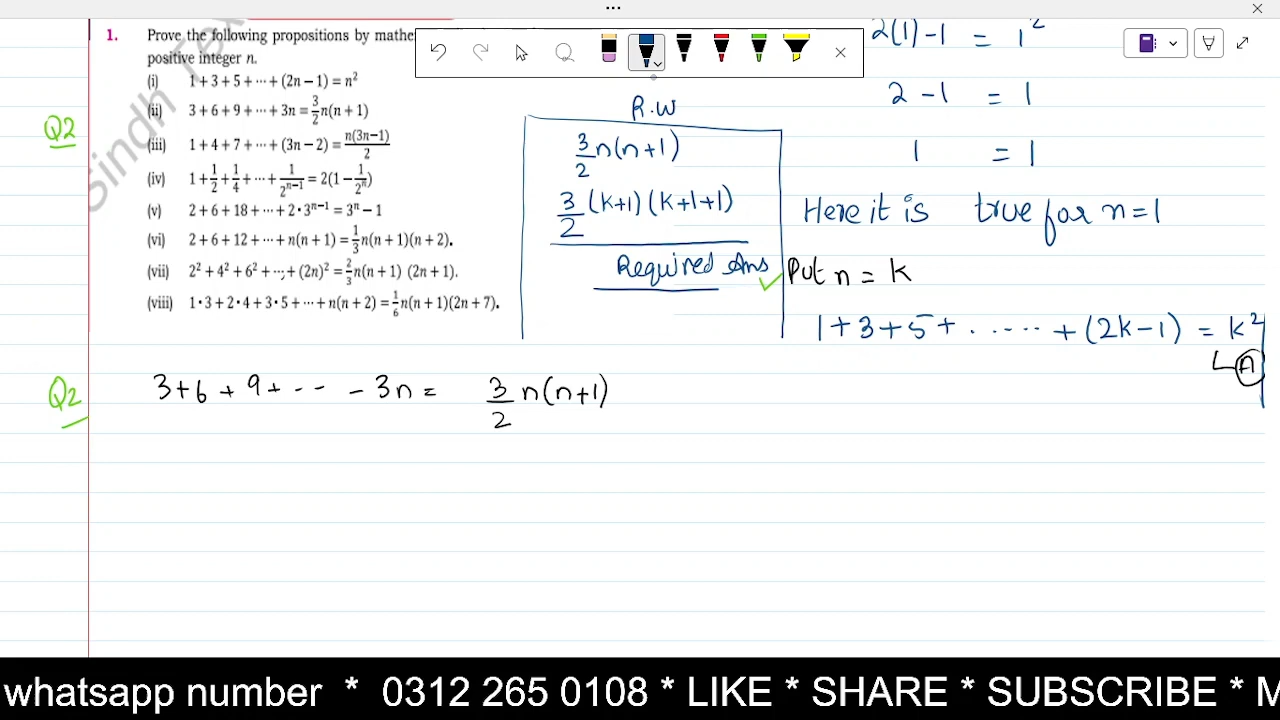 1. Prove the following propositions by mathe
positive integer n.
(i) 1 + 3 + 5 + ··· + (2n − 1) = n²
(ii) 3 + 6 + 9 + ··· + 3n = 3/2 n(n + 1)
(iii) 1 + 4 + 7 + ··· + (3n − 2) = n(3n−1)/2
(iv) 1 + 1/2 + 1/4 + ··· + 1/2ⁿ⁻¹ = 2(1 − 1/2ⁿ)
(v) 2 + 6 + 18 + ··· + 2 • 3ⁿ⁻¹ = 3ⁿ − 1
(vi) 2 + 6 + 12 + ··· + n(n + 1) = 1/3 n(n + 1)(n + 2).
(vii) 2² + 4² + 6² + ··· + (2n)² = 2/3 n(n + 1) (2n + 1).
(viii) 1 • 3 + 2 • 4 + 3 • 5 + ··· + n(n + 2) = 1/6 n(n + 1)(2n + 7).
Sindh Tex
Q2
R.W
3/2 n(n+1)
3/2 (k+1) (k+1+1)
Required Ans
2(1)-1 = 1²
2 -1 = 1
1 = 1
Here it is true for n=1
Put n = k
1+3+5+ . ..... +(2k-1) = k²
A
Q2 3+6 + 9+ -- -- - 3n = 3/2 n(n+1)
whatsapp number * 0312 265 0108 * LIKE * SHARE * SUBSCRIBE * M